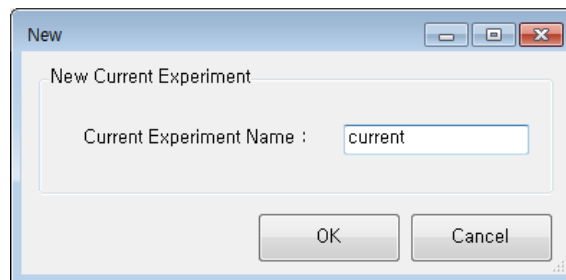 New
New Current Experiment
Current Experiment Name :
current
OK
Cancel